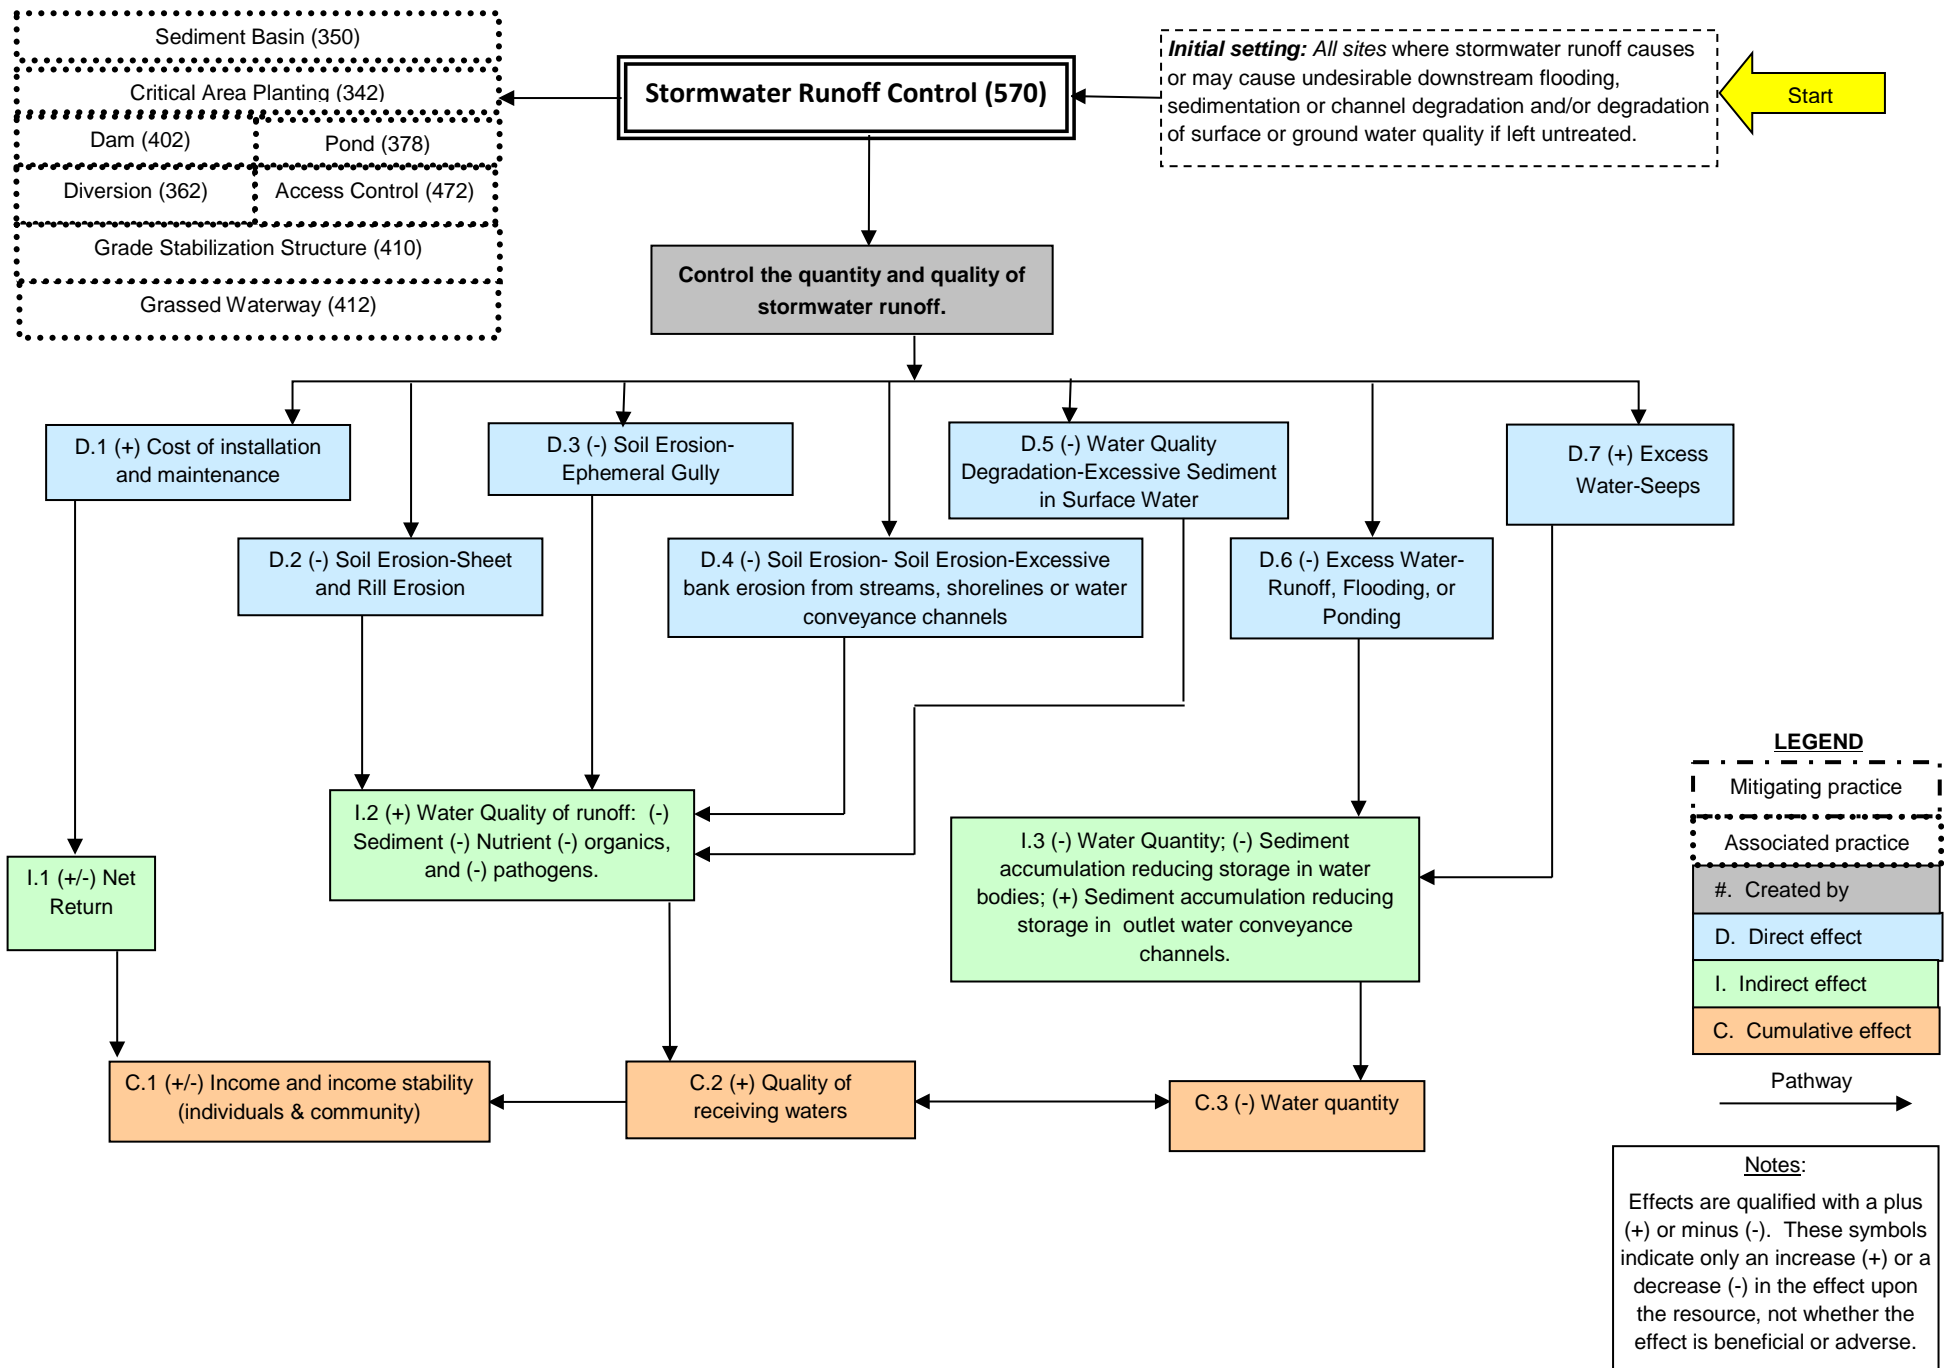 Sediment Basin (350)
Critical Area Planting (342)
Dam (402)
Pond (378)
Diversion (362)
Access Control (472)
Grade Stabilization Structure (410)
Grassed Waterway (412)
Stormwater Runoff Control (570)
Initial setting: All sites where stormwater runoff causes
or may cause undesirable downstream flooding,
sedimentation or channel degradation and/or degradation
of surface or ground water quality if left untreated.
Start
Control the quantity and quality of
stormwater runoff.
D.1 (+) Cost of installation
and maintenance
D.2 (-) Soil Erosion-Sheet
and Rill Erosion
D.3 (-) Soil Erosion-
Ephemeral Gully
D.4 (-) Soil Erosion- Soil Erosion-Excessive
bank erosion from streams, shorelines or water
conveyance channels
D.5 (-) Water Quality
Degradation-Excessive Sediment
in Surface Water
D.6 (-) Excess Water-
Runoff, Flooding, or
Ponding
D.7 (+) Excess
Water-Seeps
I.1 (+/-) Net
Return
I.2 (+) Water Quality of runoff: (-)
Sediment (-) Nutrient (-) organics,
and (-) pathogens.
I.3 (-) Water Quantity; (-) Sediment
accumulation reducing storage in water
bodies; (+) Sediment accumulation reducing
storage in outlet water conveyance
channels.
C.1 (+/-) Income and income stability
(individuals & community)
C.2 (+) Quality of
receiving waters
C.3 (-) Water quantity
LEGEND
Mitigating practice
Associated practice
#. Created by
D. Direct effect
I. Indirect effect
C. Cumulative effect
Pathway
Notes:
Effects are qualified with a plus
(+) or minus (-). These symbols
indicate only an increase (+) or a
decrease (-) in the effect upon
the resource, not whether the
effect is beneficial or adverse.